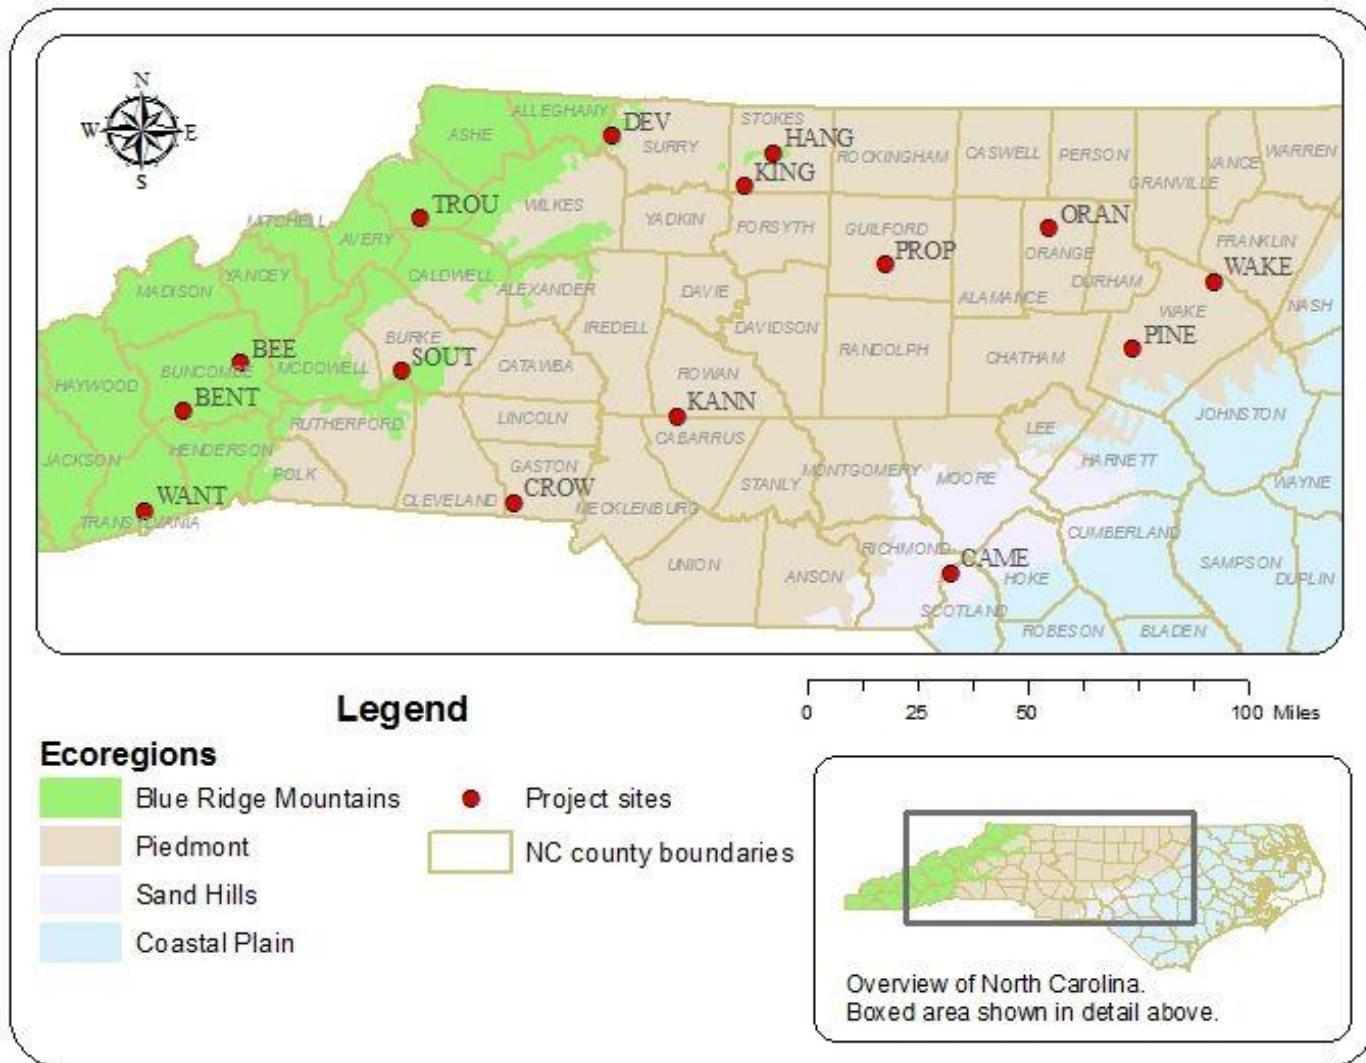 N
W E
S
ALLEGHANY
ASHE
DEV
SURRY
STOKES
HANG
KING
ROCKINGHAM
CASWELL
PERSON
GRANVILLE
VANCE
WARREN
TROU
WILKES
YADKIN
FORSYTH
GUILFORD
PROP
ORAN
ORANGE
FRANKLIN
WAKE
MITCHELL
AVERY
YANCEY
MADISON
CALDWELL
ALEXANDER
DAVIE
IREDELL
DAVIDSON
ALAMANCE
DURHAM
WAKE
NASH
BEE
BUNCOMBE
MCDOWELL
BURKE
SOUT
CATAWBA
ROWAN
RANDOLPH
CHATHAM
PINE
HAYWOOD
BENT
RUTHERFORD
LINCOLN
KANN
CABARRUS
LEE
JOHNSTON
JACKSON
HENDERSON
POLK
GASTON
STANLY
MONTGOMERY
MOORE
HARNETT
WAYNE
WANT
TRANSYLVANIA
CLEVELAND
CROW
MECKLENBURG
CUMBERLAND
UNION
ANSON
RICHMOND
CAME
HOKE
SAMPSON
DUPLIN
SCOTLAND
ROBESON
BLADEN
0 25 50 100 Miles
Legend
Ecoregions
Blue Ridge Mountains
Piedmont
Sand Hills
Coastal Plain
Project sites
NC county boundaries
Overview of North Carolina.
Boxed area shown in detail above.